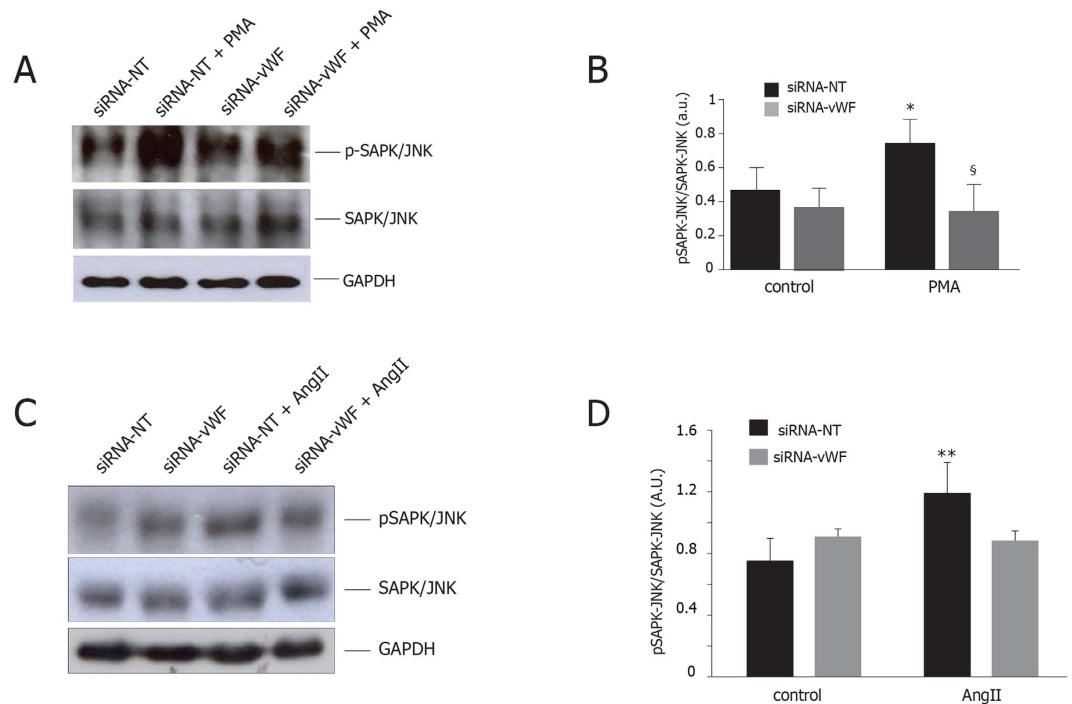 A
siRNA-NT
siRNA-NT + PMA
siRNA-vWF
siRNA-vWF + PMA
p-SAPK/JNK
SAPK/JNK
GAPDH
B
siRNA-NT
siRNA-vWF
pSAPK-JNK/SAPK-JNK (a.u.)
1
0.8
0.6
0.4
0.2
0
*
§
control
PMA
C
siRNA-NT
siRNA-vWF
siRNA-NT + AngII
siRNA-vWF + AngII
pSAPK/JNK
SAPK/JNK
GAPDH
D
siRNA-NT
siRNA-vWF
pSAPK-JNK/SAPK-JNK (A.U.)
1.6
1.2
0.8
0.4
0
**
control
AngII